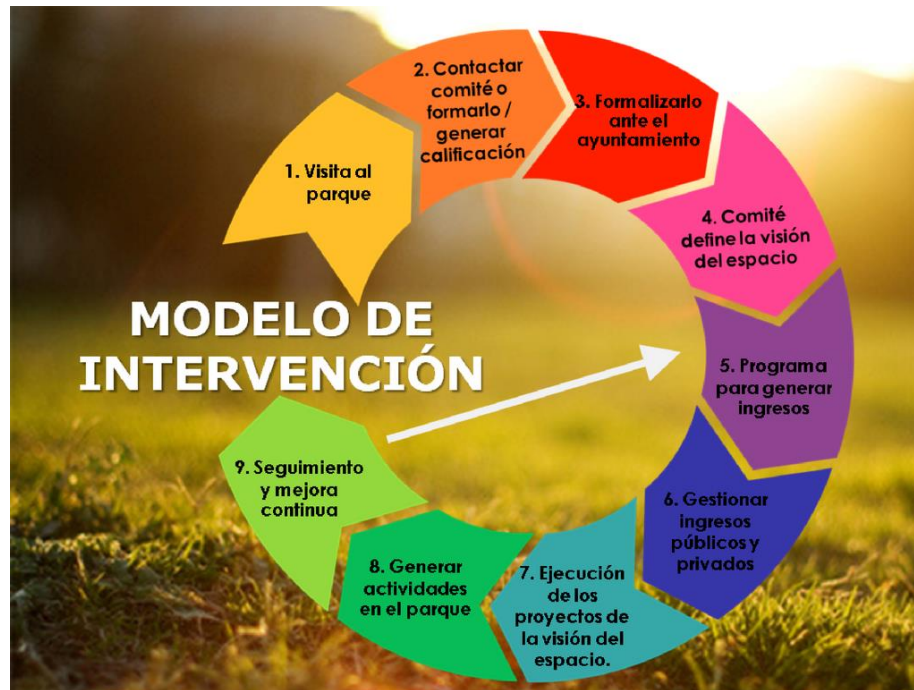 MODELO DE
INTERVENCIÓN
1. Visita al
parque
2. Contactar
comité o
formarlo /
generar
calificación
3. Formalizarlo
ante el
ayuntamiento
4. Comité
define la visión
del espacio
5. Programa
para generar
ingresos
6. Gestionar
ingresos
públicos y
privados
7. Ejecución
de los
proyectos de
la visión del
espacio.
8. Generar
actividades
en el parque
9. Seguimiento
y mejora
continua